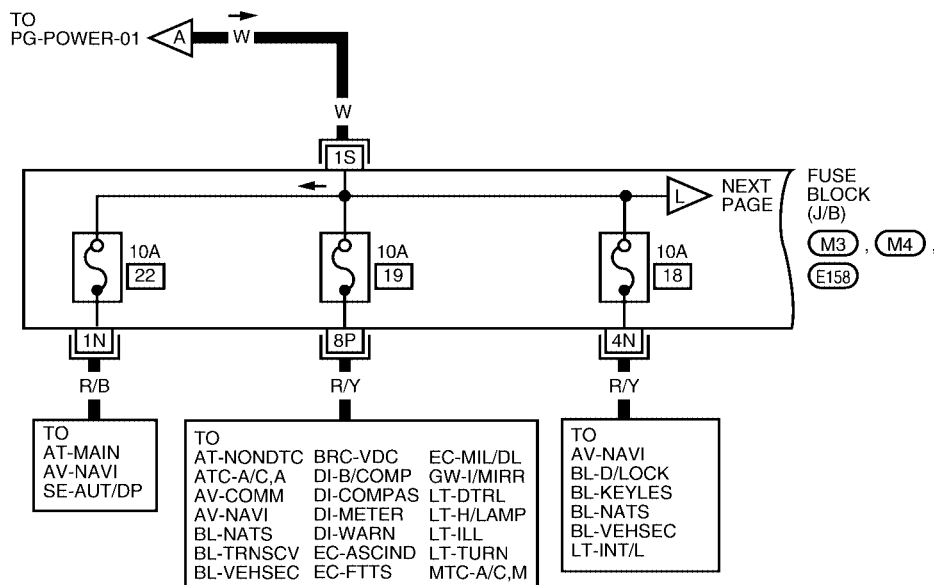 TO
PG-POWER-01
A
W
W
1S
L
NEXT
PAGE
FUSE
BLOCK
(J/B)
M3 , M4 ,
E158
10A
22
10A
19
10A
18
1N
8P
4N
R/B
R/Y
R/Y
TO
AT-MAIN
AV-NAVI
SE-AUT/DP
TO
AT-NONDTC BRC-VDC EC-MIL/DL
ATC-A/C,A DI-B/COMP GW-I/MIRR
AV-COMM DI-COMPAS LT-DTRL
AV-NAVI DI-METER LT-H/LAMP
BL-NATS DI-WARN LT-ILL
BL-TRNSCV EC-ASCIND LT-TURN
BL-VEHSEC EC-FTTS MTC-A/C,M
TO
AV-NAVI
BL-D/LOCK
BL-KEYLES
BL-NATS
BL-VEHSEC
LT-INT/L